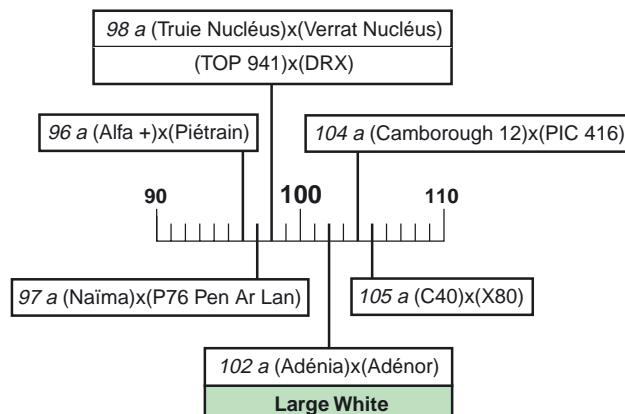 98 a (Truie Nucléus)x(Verrat Nucléus)
(TOP 941)x(DRX)
96 a (Alfa +)x(Piétrain)
104 a (Camborough 12)x(PIC 416)
90
100
110
97 a (Naïma)x(P76 Pen Ar Lan)
105 a (C40)x(X80)
102 a (Adénia)x(Adénor)
Large White